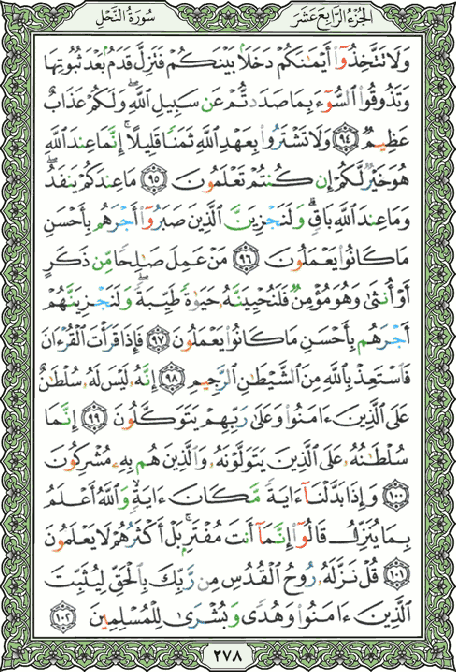 سُورَةُ النَّحْلِ الجُزْءُ الرَّابِعَ عَشَرَ
وَلَا تَتَّخِذُوٓا۟ أَيْمَٰنَكُمْ دَخَلًۢا بَيْنَكُمْ فَتَزِلَّ قَدَمٌۢ بَعْدَ ثُبُوتِهَا
وَتَذُوقُوا۟ ٱلسُّوٓءَ بِمَا صَدَدتُّمْ عَن سَبِيلِ ٱللَّهِ ۖ وَلَكُمْ عَذَابٌ
عَظِيمٌ ٩٤ وَلَا تَشْتَرُوا۟ بِعَهْدِ ٱللَّهِ ثَمَنًا قَلِيلًا ۚ إِنَّمَا عِندَ ٱللَّهِ
هُوَ خَيْرٌ لَّكُمْ إِن كُنتُمْ تَعْلَمُونَ ٩٥ مَا عِندَكُمْ يَنفَدُ ۖ
وَمَا عِندَ ٱللَّهِ بَاقٍ ۗ وَلَنَجْزِيَنَّ ٱلَّذِينَ صَبَرُوٓا۟ أَجْرَهُم بِأَحْسَنِ
مَا كَانُوا۟ يَعْمَلُونَ ٩٦ مَنْ عَمِلَ صَٰلِحًا مِّن ذَكَرٍ
أَوْ أُنثَىٰ وَهُوَ مُؤْمِنٌ فَلَنُحْيِيَنَّهُۥ حَيَوٰةً طَيِّبَةً ۖ وَلَنَجْزِيَنَّهُمْ
أَجْرَهُم بِأَحْسَنِ مَا كَانُوا۟ يَعْمَلُونَ ٩٧ فَإِذَا قَرَأْتَ ٱلْقُرْءَانَ
فَٱسْتَعِذْ بِٱللَّهِ مِنَ ٱلشَّيْطَٰنِ ٱلرَّجِيمِ ٩٨ إِنَّهُۥ لَيْسَ لَهُۥ سُلْطَٰنٌ
عَلَى ٱلَّذِينَ ءَامَنُوا۟ وَعَلَىٰ رَبِّهِمْ يَتَوَكَّلُونَ ٩٩ إِنَّمَا
سُلْطَٰنُهُۥ عَلَى ٱلَّذِينَ يَتَوَلَّوْنَهُۥ وَٱلَّذِينَ هُم بِهِۦ مُشْرِكُونَ
١٠٠ وَإِذَا بَدَّلْنَآ ءَايَةً مَّكَانَ ءَايَةٍ ۙ وَٱللَّهُ أَعْلَمُ
بِمَا يُنَزِّلُ قَالُوٓا۟ إِنَّمَآ أَنتَ مُفْتَرٍۭ ۚ بَلْ أَكْثَرُهُمْ لَا يَعْلَمُونَ
١٠١ قُلْ نَزَّلَهُۥ رُوحُ ٱلْقُدُسِ مِن رَّبِّكَ بِٱلْحَقِّ لِيُثَبِّتَ
ٱلَّذِينَ ءَامَنُوا۟ وَهُدًى وَبُشْرَىٰ لِلْمُسْلِمِينَ ١٠٢
٢٧٨